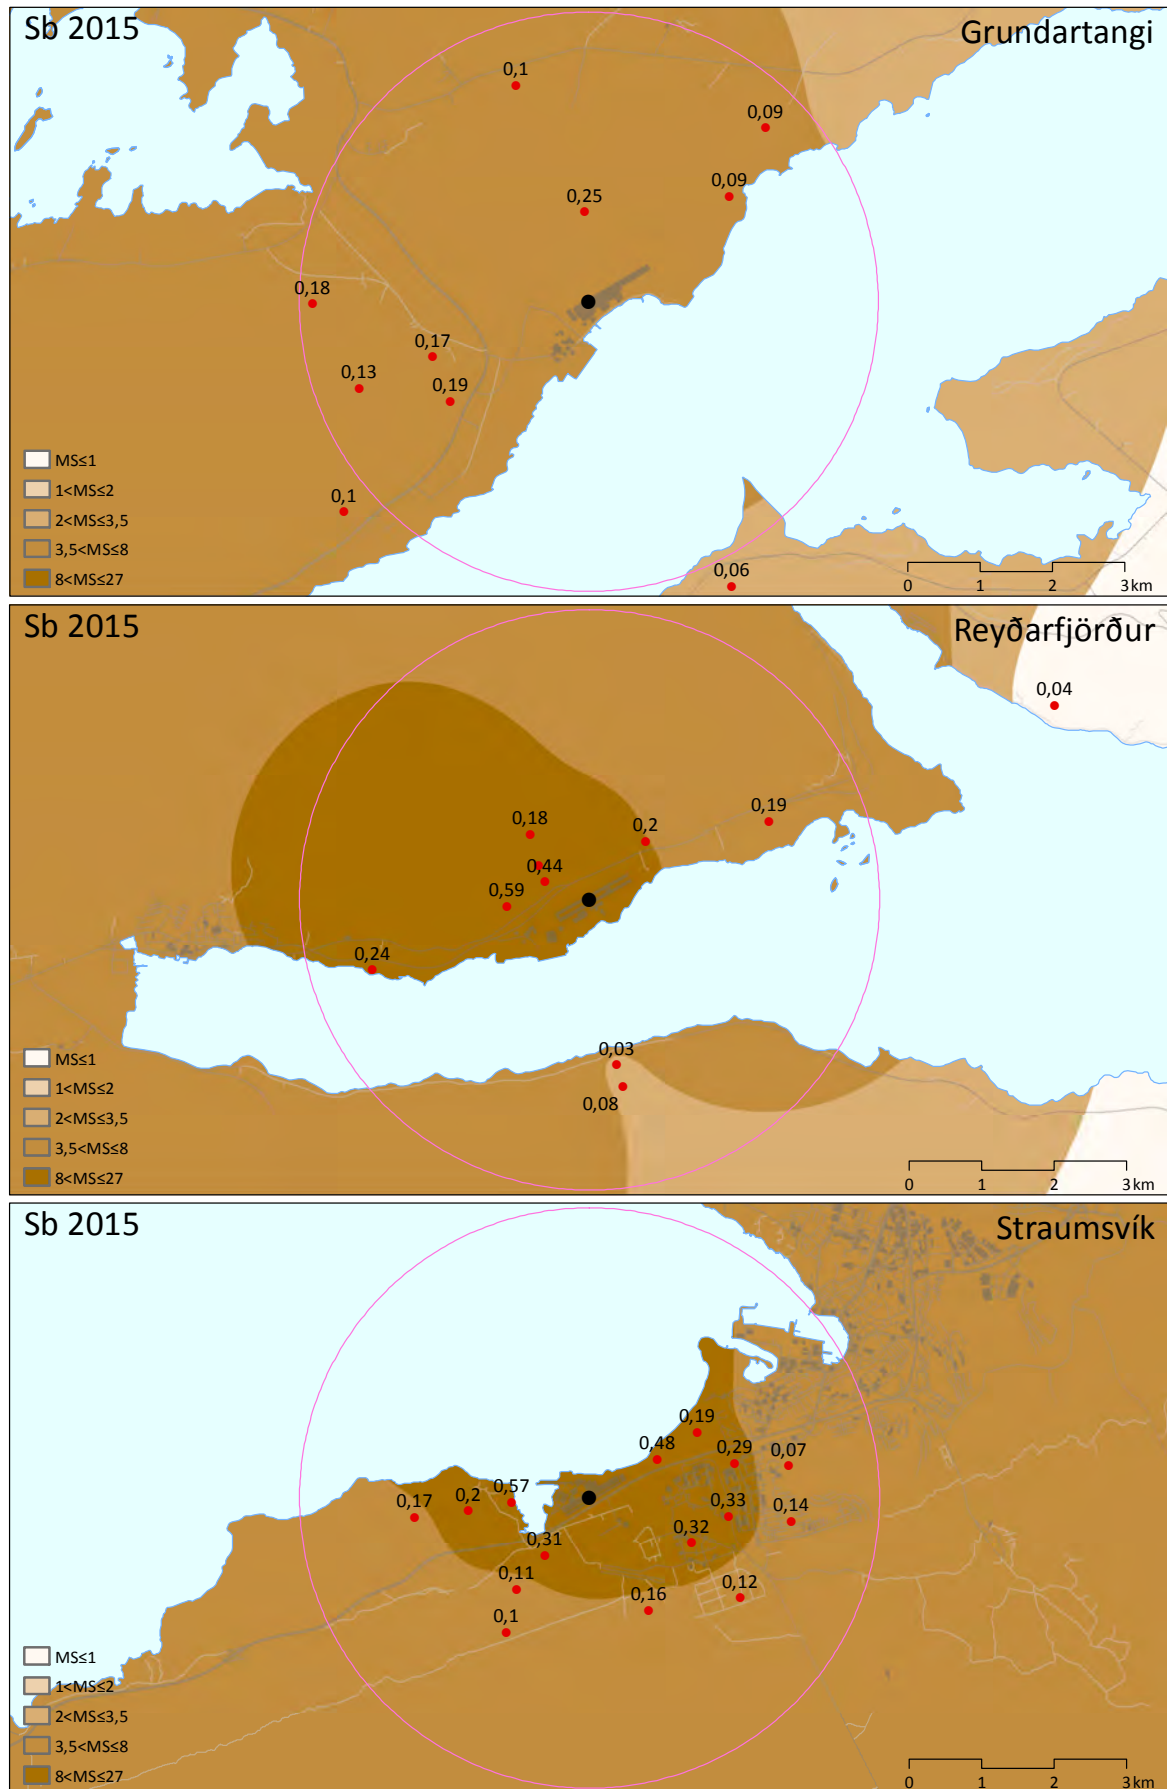 Sb 2015
Grundartangi
0,1
0,09
0,09
0,25
0,18
0,17
0,13
0,19
0,1
0,06
MS≤1
1<MS≤2
2<MS≤3,5
3,5<MS≤8
8<MS≤27
0 1 2 3 km
Sb 2015
Reyðarfjörður
0,04
0,19
0,18
0,2
0,44
0,59
0,24
0,03
0,08
MS≤1
1<MS≤2
2<MS≤3,5
3,5<MS≤8
8<MS≤27
0 1 2 3 km
Sb 2015
Straumsvík
0,19
0,48
0,29
0,07
0,57
0,2
0,17
0,33
0,14
0,32
0,31
0,11
0,16
0,12
0,1
MS≤1
1<MS≤2
2<MS≤3,5
3,5<MS≤8
8<MS≤27
0 1 2 3 km